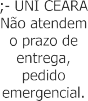 ;- UNI CEARA
Não atendem
o prazo de
entrega,
pedido
emergencial.